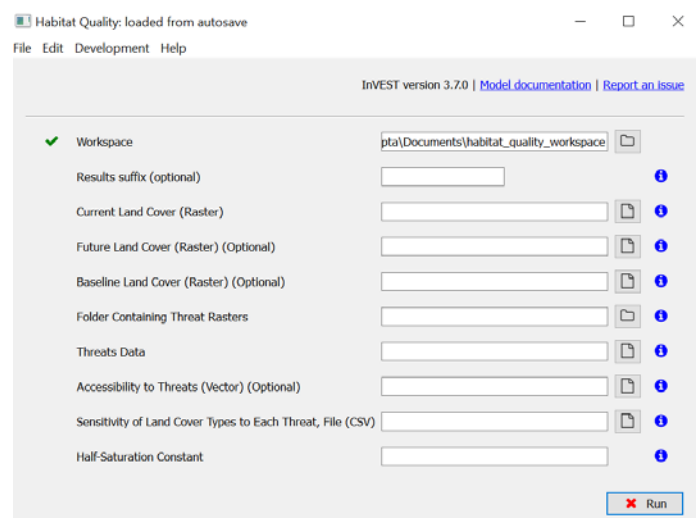 Habitat Quality: loaded from autosave
File Edit Development Help
InVEST version 3.7.0 | Model documentation | Report an issue
Workspace pta\Documents\habitat_quality_workspace
Results suffix (optional)
Current Land Cover (Raster)
Future Land Cover (Raster) (Optional)
Baseline Land Cover (Raster) (Optional)
Folder Containing Threat Rasters
Threats Data
Accessibility to Threats (Vector) (Optional)
Sensitivity of Land Cover Types to Each Threat, File (CSV)
Half-Saturation Constant
Run